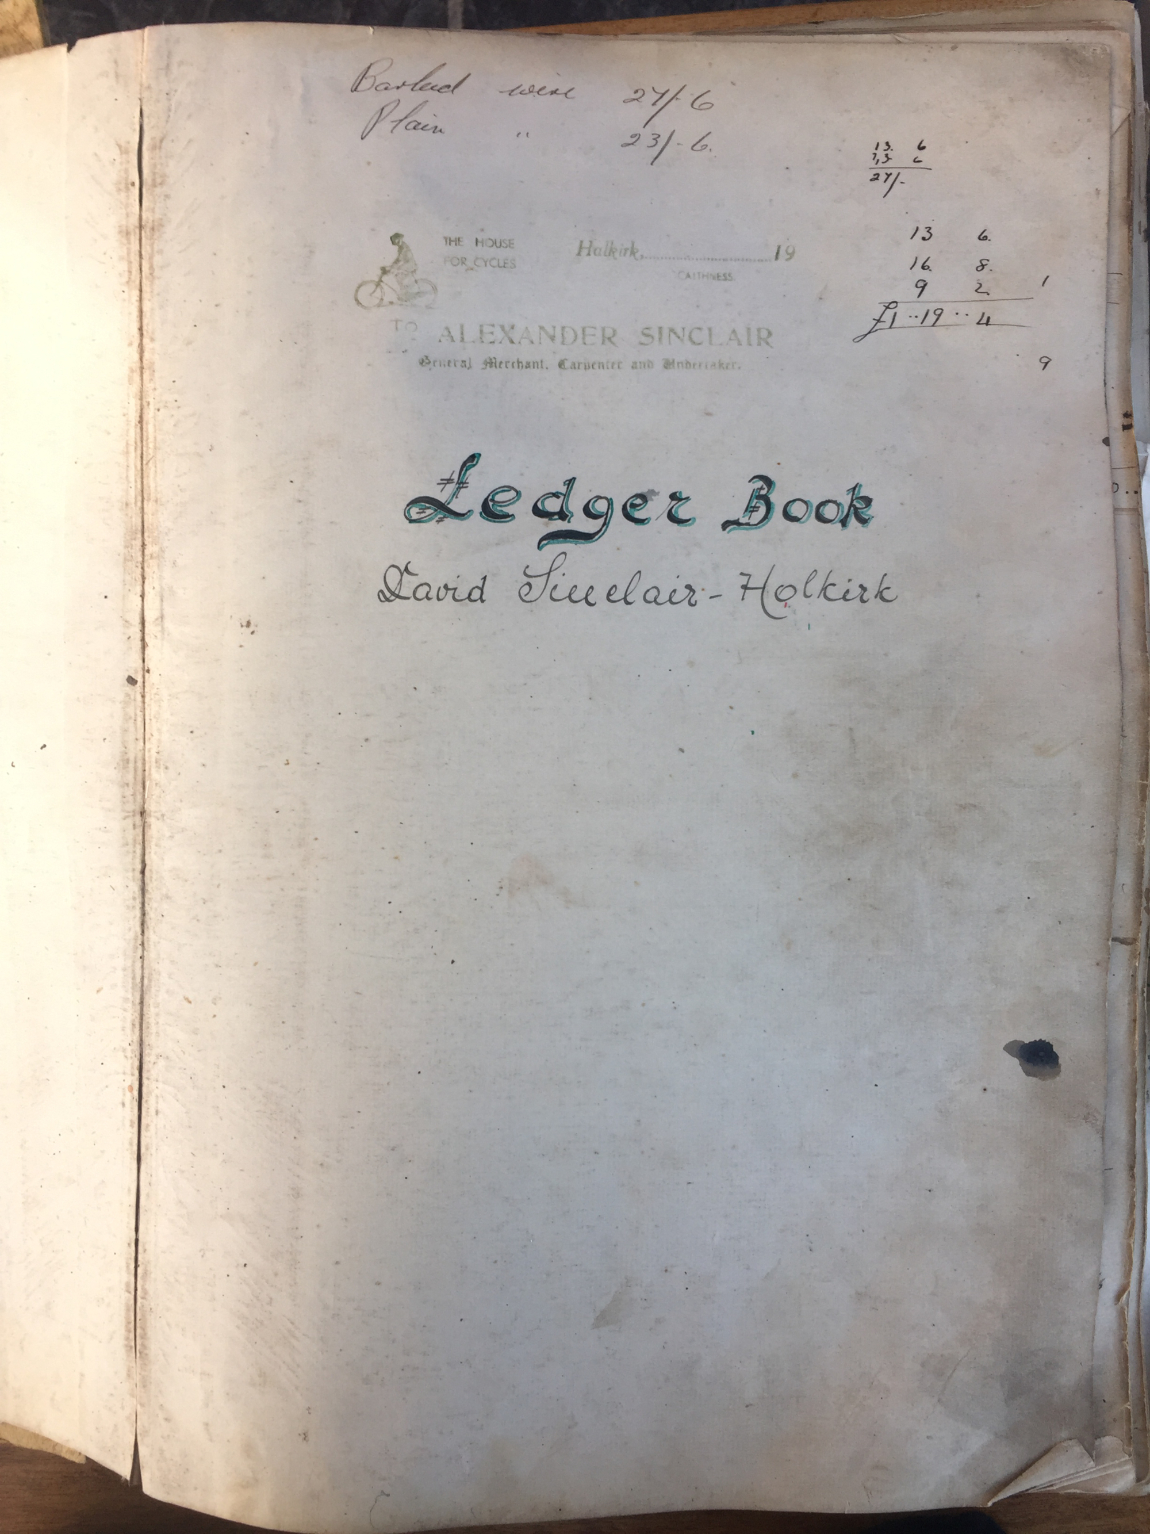 Barbed wire 27/-6
Plain " 23/-6.
13. 6
13 6
27/-
13 6.
16. 8.
9 2 1
£1··19··4
9
THE HOUSE
FOR CYCLES
Halkirk,..............................19
CAITHNESS.
TO ALEXANDER SINCLAIR
General Merchant, Carpenter and Undertaker.
Ledger Book
David Sinclair - Halkirk